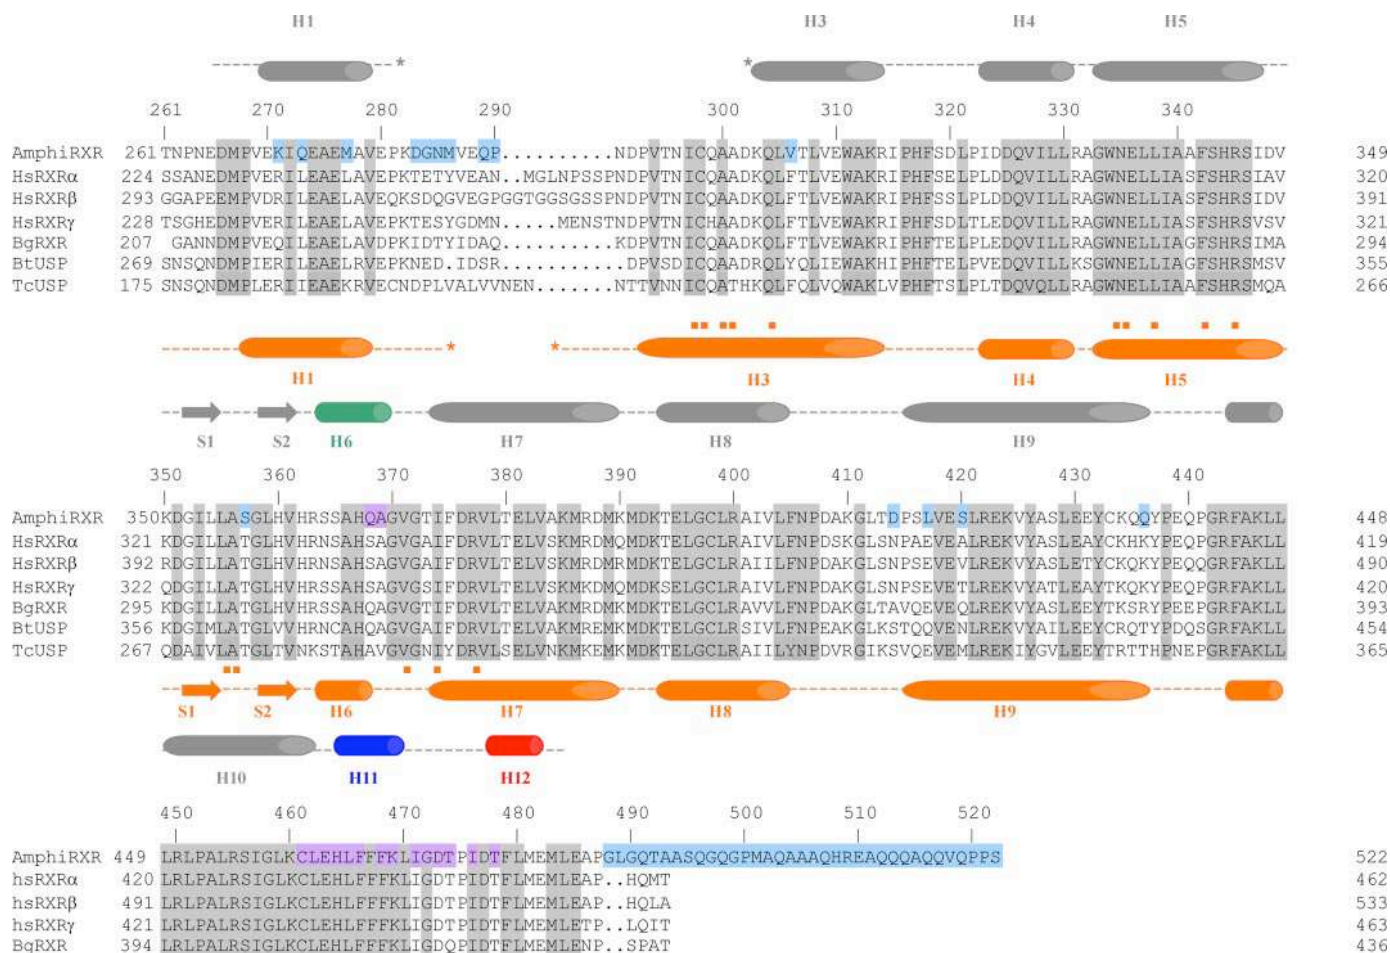 H1 H3 H4 H5
* *
261 270 280 290 300 310 320 330 340
AmphiRXR 261 TNPNEDMPVEKIQEAEMAVEPKDGNMVEQP..........NDPVTNICQAADKQLVTLVEWAKRIPHFSDLPIDDQVILLRAGWNELLIAAFSHRSIDV 349
HsRXRα 224 SSANEDMPVERILEAELAVEPKTETYVEAN..MGLNPSSPNDPVTNICQAADKQLFTLVEWAKRIPHFSELPLDDQVILLRAGWNELLIASFSHRSIAV 320
HsRXRβ 293 GGAPEEMPVDRILEAELAVEQKSDQGVEGPGGTGGSGSSPNDPVTNICQAADKQLFTLVEWAKRIPHFSSLPLDDQVILLRAGWNELLIASFSHRSIDV 391
HsRXRγ 228 TSGHEDMPVERILEAELAVEPKTESYGDMN.....MENSTNDPVTNICHAADKQLFTLVEWAKRIPHFSDLTLEDQVILLRAGWNELLIASFSHRSVSV 321
BgRXR 207 GANNDMPVEQILEAELAVDPKIDTYIDAQ..........KDPVTNICQAADKQLFTLVEWAKRIPHFTELPLEDQVILLRAGWNELLIAGFSHRSIMA 294
BtUSP 269 SNSQNDMPIERILEAELRVEPKNED.IDSR..........DPVSDICQAADRQLYQLIEWAKHIPHFTELPVEDQVILLKSGWNELLIAGFSHRSMSV 355
TcUSP 175 SNSQNDMPLERIIEAEKRVECNDPLVALVVNEN.......NTTVNNICQATHKQLFQLVQWAKLVPHFTSLPLTDQVQLLRAGWNELLIAAFSHRSMQA 266
* *
H1 H3 H4 H5
S1 S2 H6 H7 H8 H9
350 360 370 380 390 400 410 420 430 440
AmphiRXR 350 KDGILLASGLHVHRSSAHQAGVGTIFDRVLTELVAKMRDMKMDKTELGCLRAIVLFNPDAKGLTDPSLVESLREKVYASLEEYCKQQYPEQPGRFAKLL 448
HsRXRα 321 KDGILLATGLHVHRNSAHSAGVGAIFDRVLTELVSKMRDMQMDKTELGCLRAIVLFNPDSKGLSNPAEVEALREKVYASLEAYCKHKYPEQPGRFAKLL 419
HsRXRβ 392 RDGILLATGLHVHRNSAHSAGVGAIFDRVLTELVSKMRDMRMDKTELGCLRAIILFNPDAKGLSNPSEVEVLREKVYASLETYCKQKYPEQQGRFAKLL 490
HsRXRγ 322 QDGILLATGLHVHRSSAHSAGVGSIFDRVLTELVSKMKDMQMDKSELGCLRAIVLFNPDAKGLSNPSEVETLREKVYATLEAYTKQKYPEQPGRFAKLL 420
BgRXR 295 KDGILLATGLHVHRSSAHQAGVGTIFDRVLTELVAKMRDMKMDKTELGCLRAVVLFNPDAKGLTAVQEVEQLREKVYASLEEYTKSRYPEEPGRFAKLL 393
BtUSP 356 KDGIMLATGLVVHRNCAHQAGVGAIFDRVLTELVAKMREMKMDKTELGCLRSIVLFNPEAKGLKSTQQVENLREKVYAILEEYCRQTYPDQSGRFAKLL 454
TcUSP 267 QDAIVLATGLTVNKSTAHAVGVGNIYDRVLSELVNKMKEMKMDKTELGCLRAIILYNPDVRGIKSVQEVEMLREKIYGVLEEYTRTTHPNEPGRFAKLL 365
S1 S2 H6 H7 H8 H9
H10 H11 H12
450 460 470 480 490 500 510 520
AmphiRXR 449 LRLPALRSIGLKCLEHLFFFKLIGDTPIDTFLMEMLEAPGLGQTAASQGQGPMAQAAAQHREAQQQAQQVQPPS 522
hsRXRα 420 LRLPALRSIGLKCLEHLFFFKLIGDTPIDTFLMEMLEAP..HQMT 462
hsRXRβ 491 LRLPALRSIGLKCLEHLFFFKLIGDTPIDTFLMEMLEAP..HQLA 533
hsRXRγ 421 LRLPALRSIGLKCLEHLFFFKLIGDTPIDTFLMEMLETP..LQIT 463
BgRXR 394 LRLPALRSIGLKCLEHLFFFKLIGDQPIDTFLMEMLENP..SPAT 436